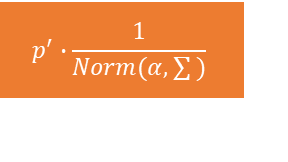 p′ · 1 / Norm(α, ∑ )